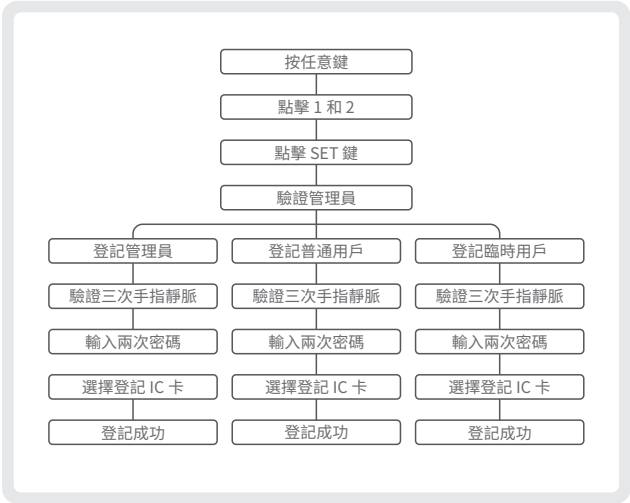 按任意鍵
點擊 1 和 2
點擊 SET 鍵
驗證管理員
登記管理員
登記普通用戶
登記臨時用戶
驗證三次手指靜脈
驗證三次手指靜脈
驗證三次手指靜脈
輸入兩次密碼
輸入兩次密碼
輸入兩次密碼
選擇登記 IC 卡
選擇登記 IC 卡
選擇登記 IC 卡
登記成功
登記成功
登記成功